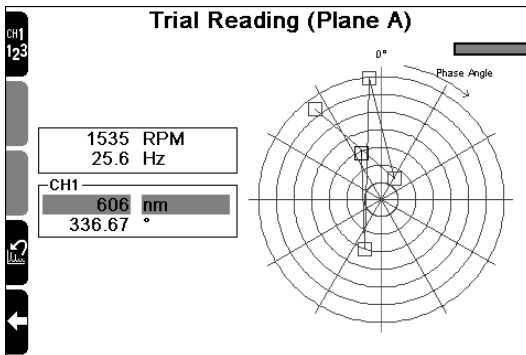 Trial Reading (Plane A)
CH1
123
0°
Phase Angle
1535 RPM
25.6 Hz
CH1
606 nm
336.67 °